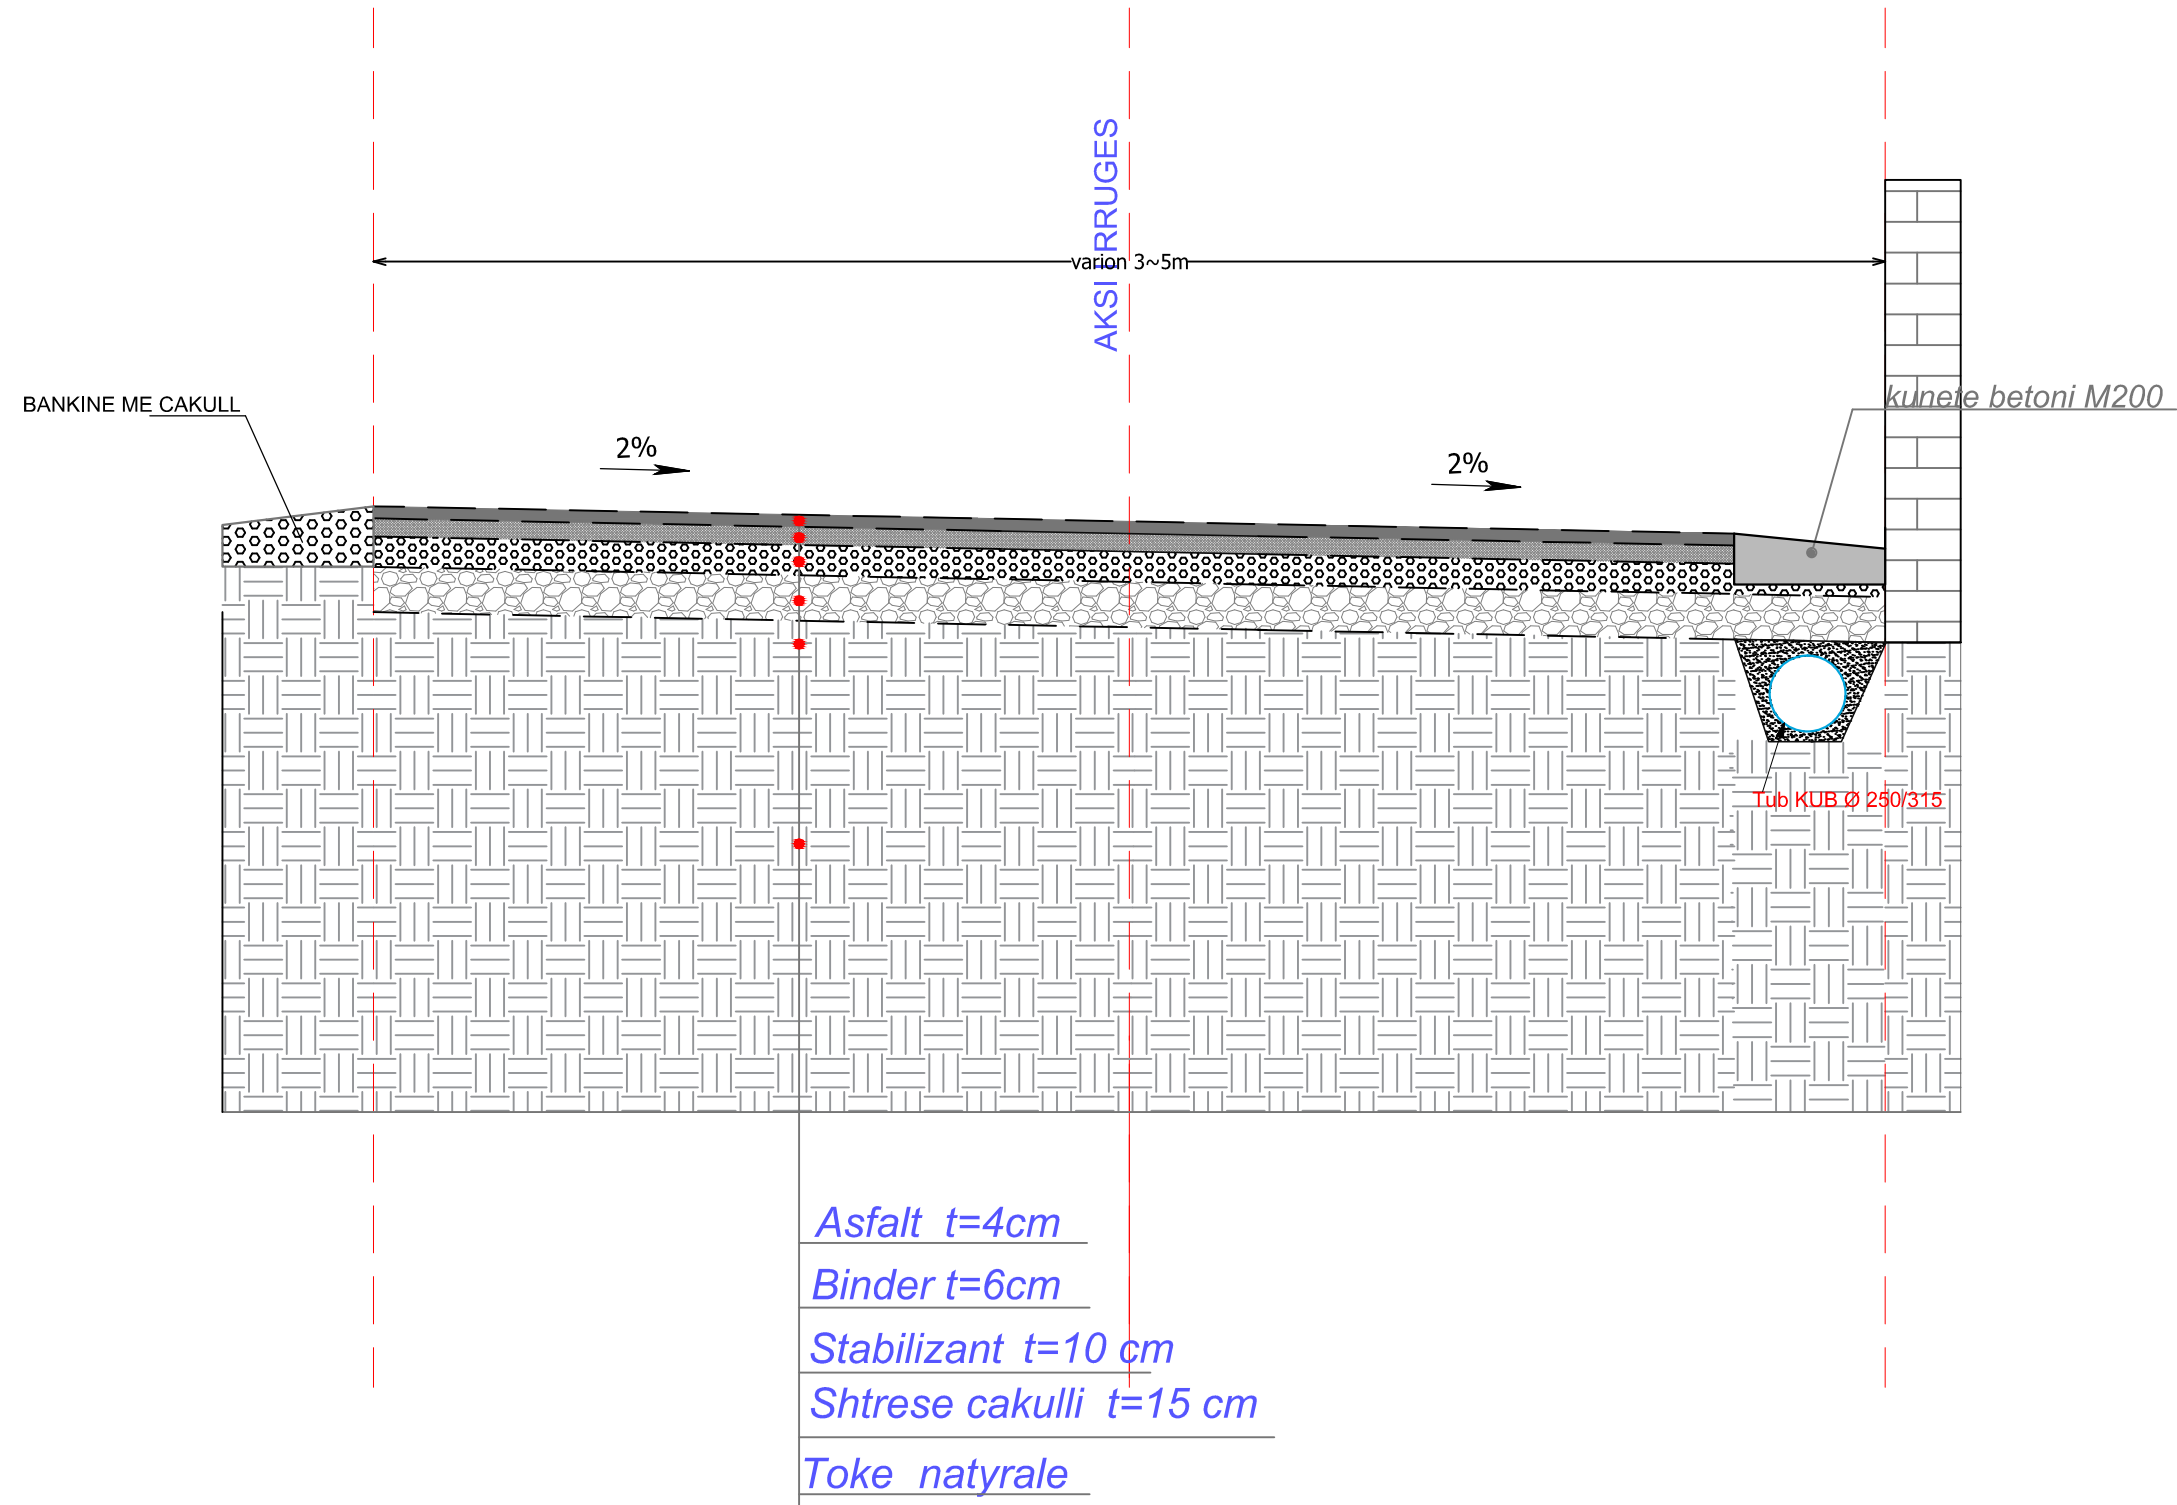 AKSI I RRUGES
varion 3~5m
BANKINE ME CAKULL
kunete betoni M200
2%
2%
Tub KUB Ø 250/315
Asfalt t=4cm
Binder t=6cm
Stabilizant t=10 cm
Shtrese cakulli t=15 cm
Toke natyrale